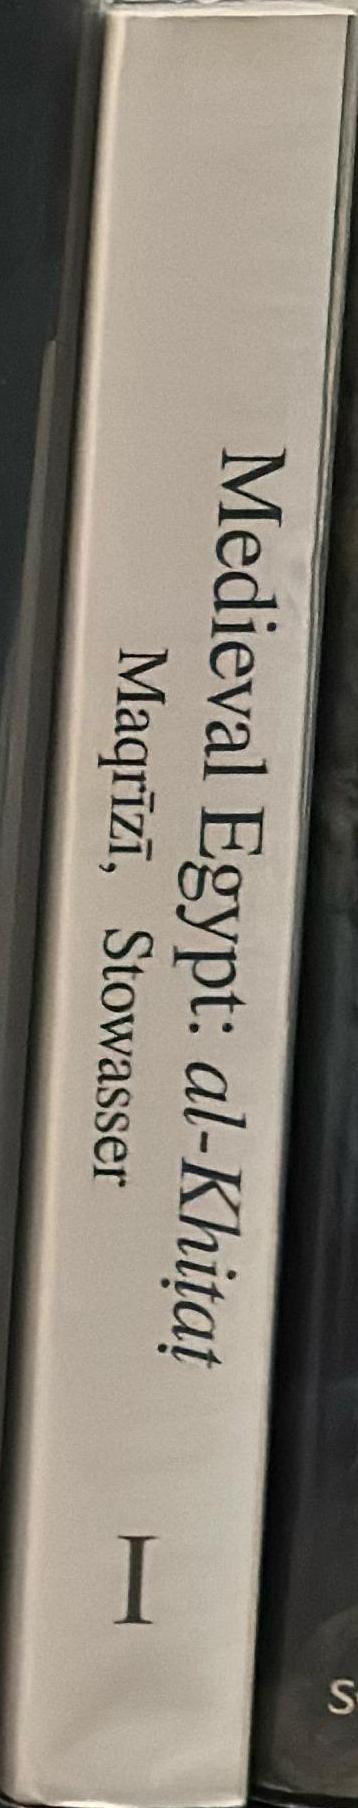 Medieval Egypt: al-Khiṭaṭ
Maqrīzī, Stowasser
I
S